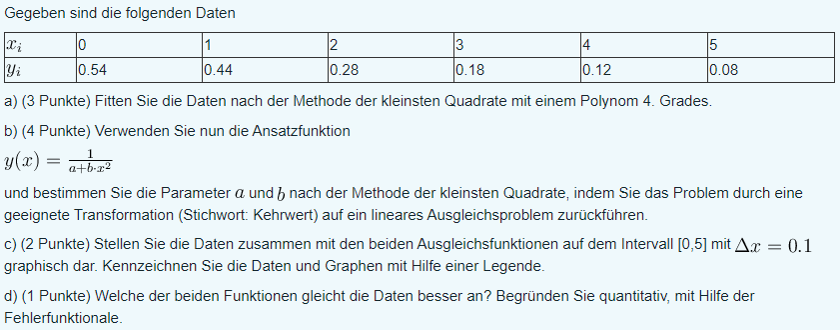 Gegeben sind die folgenden Daten
xᵢ 0 1 2 3 4 5
yᵢ 0.54 0.44 0.28 0.18 0.12 0.08
a) (3 Punkte) Fitten Sie die Daten nach der Methode der kleinsten Quadrate mit einem Polynom 4. Grades.
b) (4 Punkte) Verwenden Sie nun die Ansatzfunktion
y(x) = 1/(a+b·x²)
und bestimmen Sie die Parameter a und b nach der Methode der kleinsten Quadrate, indem Sie das Problem durch eine
geeignete Transformation (Stichwort: Kehrwert) auf ein lineares Ausgleichsproblem zurückführen.
c) (2 Punkte) Stellen Sie die Daten zusammen mit den beiden Ausgleichsfunktionen auf dem Intervall [0,5] mit Δx = 0.1
graphisch dar. Kennzeichnen Sie die Daten und Graphen mit Hilfe einer Legende.
d) (1 Punkte) Welche der beiden Funktionen gleicht die Daten besser an? Begründen Sie quantitativ, mit Hilfe der
Fehlerfunktionale.